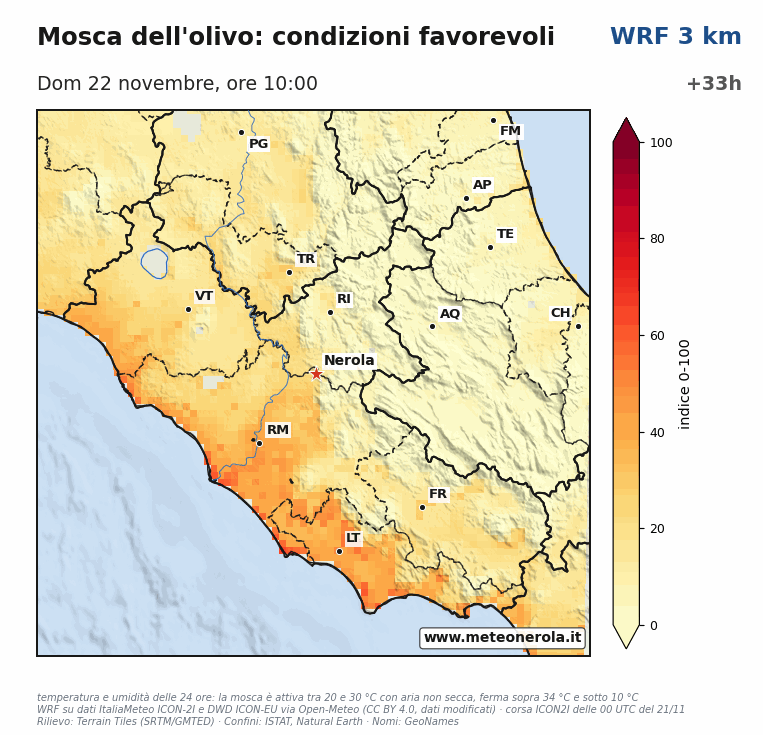 Mosca dell'olivo: condizioni favorevoli
WRF 3 km
Dom 22 novembre, ore 10:00
+33h
FM
PG
AP
TE
TR
VT
RI
AQ
CH
Nerola
RM
FR
LT
www.meteonerola.it
100
80
60
40
20
0
indice 0-100
temperatura e umidità delle 24 ore: la mosca è attiva tra 20 e 30 °C con aria non secca, ferma sopra 34 °C e sotto 10 °C
WRF su dati ItaliaMeteo ICON-2I e DWD ICON-EU via Open-Meteo (CC BY 4.0, dati modificati) · corsa ICON2I delle 00 UTC del 21/11
Rilievo: Terrain Tiles (SRTM/GMTED) · Confini: ISTAT, Natural Earth · Nomi: GeoNames